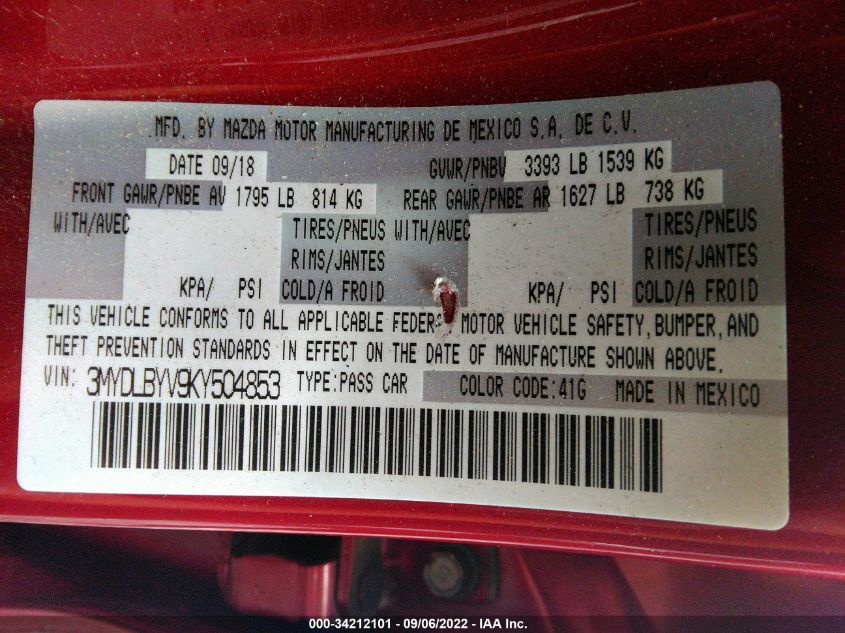 MFD. BY MAZDA MOTOR MANUFACTURING DE MEXICO S.A. DE C.V.
DATE 09/18 GVWR/PNBV 3393 LB 1539 KG
FRONT GAWR/PNBE AV 1795 LB 814 KG REAR GAWR/PNBE AR 1627 LB 738 KG
WITH/AVEC TIRES/PNEUS WITH/AVEC TIRES/PNEUS
RIMS/JANTES RIMS/JANTES
KPA/ PSI COLD/A FROID KPA/ PSI COLD/A FROID
THIS VEHICLE CONFORMS TO ALL APPLICABLE FEDER MOTOR VEHICLE SAFETY, BUMPER, AND
THEFT PREVENTION STANDARDS IN EFFECT ON THE DATE OF MANUFACTURE SHOWN ABOVE.
VIN: 3MYDLBYV9KY504853 TYPE:PASS CAR COLOR CODE:41G MADE IN MEXICO
000-34212101 - 09/06/2022 - IAA Inc.